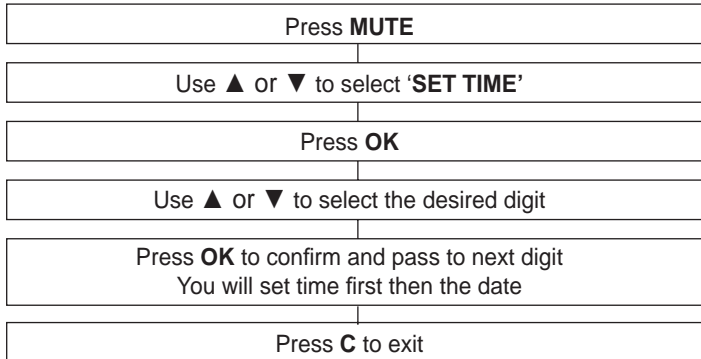 Press MUTE
Use ▲ or ▼ to select ‘SET TIME’
Press OK
Use ▲ or ▼ to select the desired digit
Press OK to confirm and pass to next digit
You will set time first then the date
Press C to exit